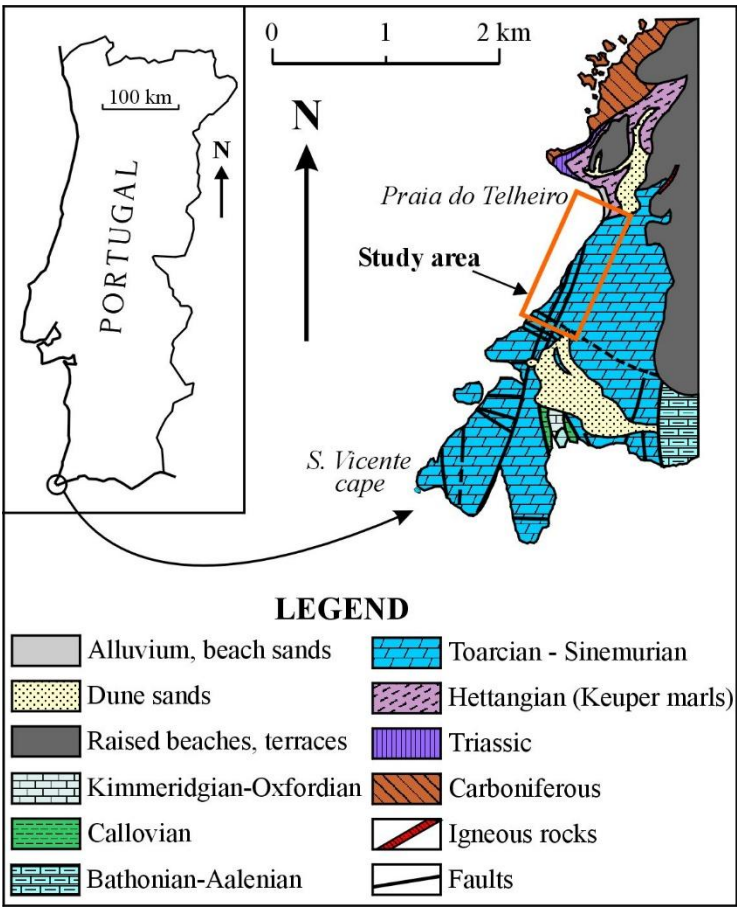 100 km
N
PORTUGAL
0 1 2 km
N
Praia do Telheiro
Study area
S. Vicente
cape
LEGEND
Alluvium, beach sands
Dune sands
Raised beaches, terraces
Kimmeridgian-Oxfordian
Callovian
Bathonian-Aalenian
Toarcian - Sinemurian
Hettangian (Keuper marls)
Triassic
Carboniferous
Igneous rocks
Faults